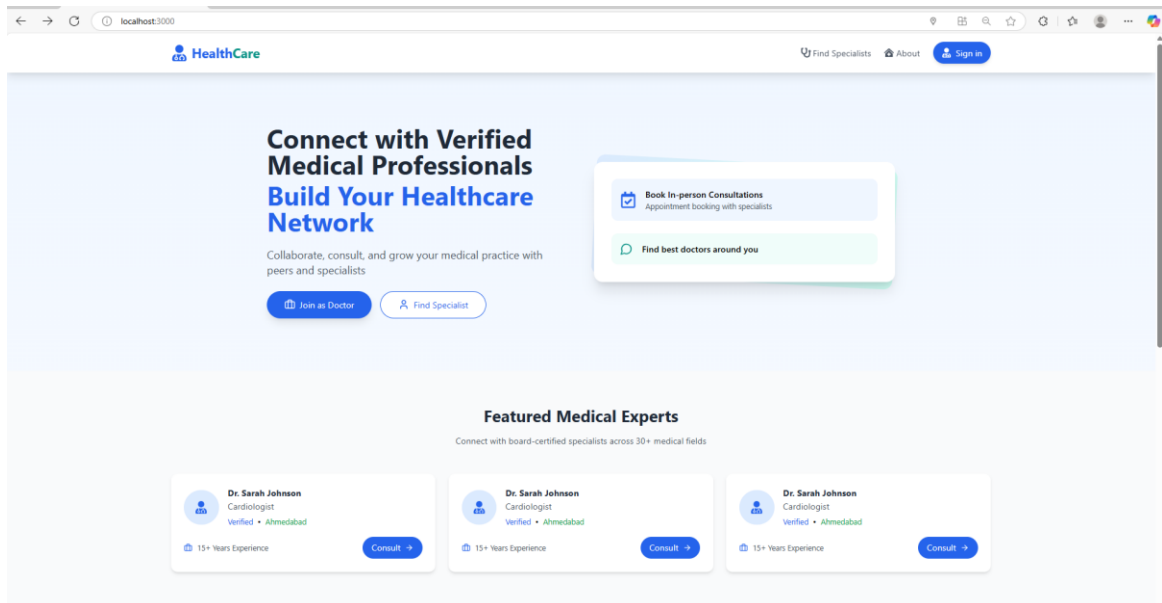 localhost:3000
HealthCare
Find Specialists
About
Sign in
Connect with Verified
Medical Professionals
Build Your Healthcare
Network
Collaborate, consult, and grow your medical practice with
peers and specialists
Join as Doctor
Find Specialist
Book In-person Consultations
Appointment booking with specialists
Find best doctors around you
Featured Medical Experts
Connect with board-certified specialists across 30+ medical fields
Dr. Sarah Johnson
Cardiologist
Verified • Ahmedabad
15+ Years Experience
Consult →
Dr. Sarah Johnson
Cardiologist
Verified • Ahmedabad
15+ Years Experience
Consult →
Dr. Sarah Johnson
Cardiologist
Verified • Ahmedabad
15+ Years Experience
Consult →